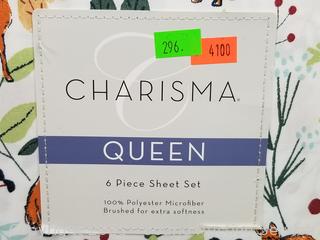 296.
4100
CHARISMA
QUEEN
6 Piece Sheet Set
100% Polyester Microfiber
Brushed for extra softness